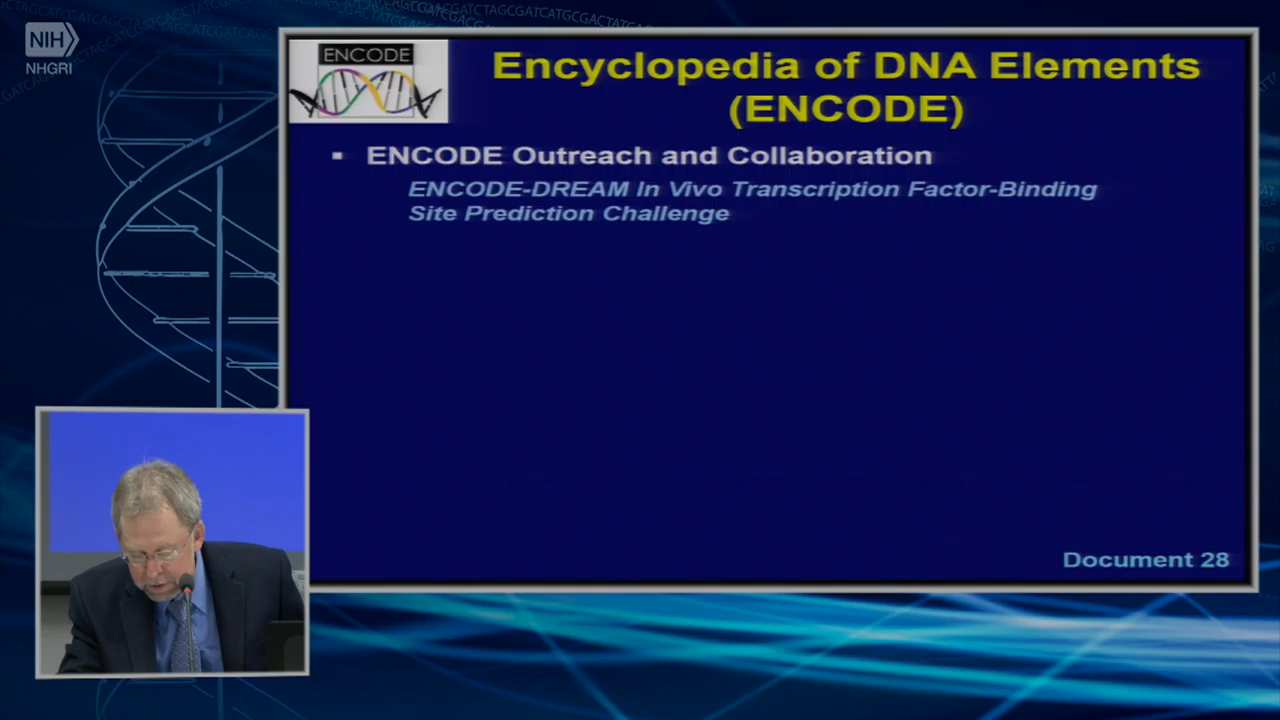 NIH
NHGRI
ENCODE
Encyclopedia of DNA Elements
(ENCODE)
▪ ENCODE Outreach and Collaboration
ENCODE-DREAM In Vivo Transcription Factor-Binding
Site Prediction Challenge
Document 28